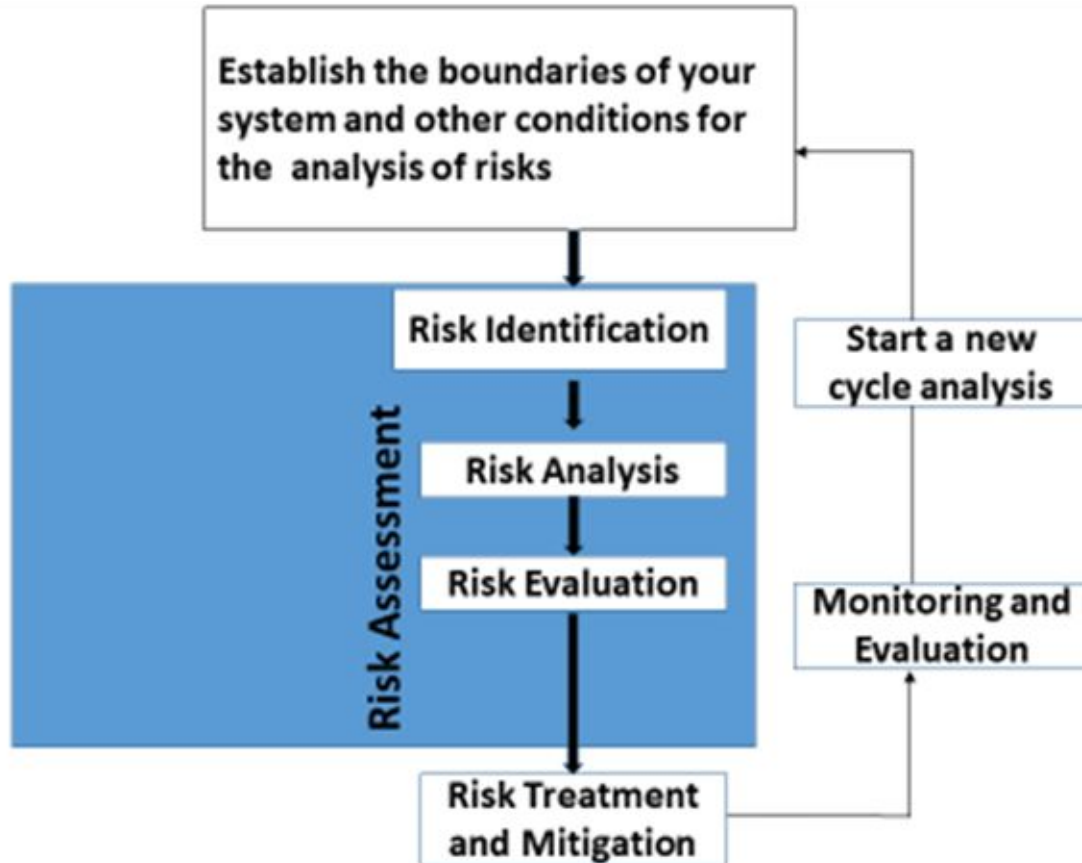 Establish the boundaries of your
system and other conditions for
the analysis of risks
Risk Identification
Risk Analysis
Risk Evaluation
Risk Assessment
Risk Treatment
and Mitigation
Monitoring and
Evaluation
Start a new
cycle analysis